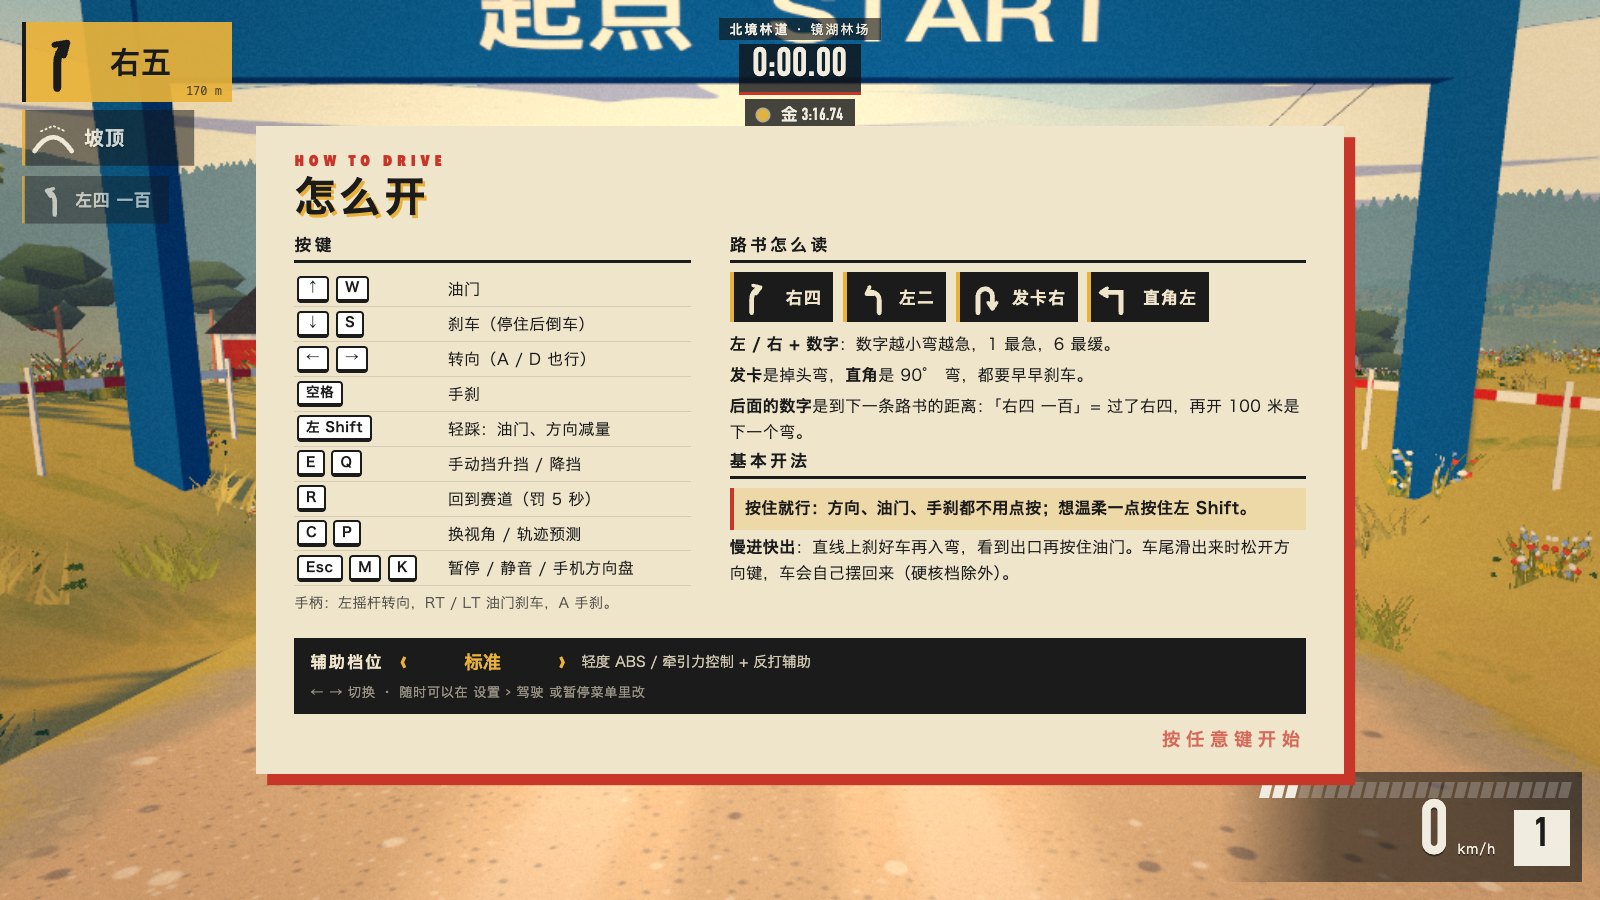 起点 START
北境林道 · 镜湖林场
0:00.00
金 3:16.74
右五
170 m
坡顶
左四 一百
HOW TO DRIVE
怎么开
按键
↑ W 油门
↓ S 刹车（停住后倒车）
← → 转向（A / D 也行）
空格 手刹
左 Shift 轻踩：油门、方向减量
E Q 手动挡升挡 / 降挡
R 回到赛道（罚 5 秒）
C P 换视角 / 轨迹预测
Esc M K 暂停 / 静音 / 手机方向盘
手柄：左摇杆转向，RT / LT 油门刹车，A 手刹。
路书怎么读
右四 左二 发卡右 直角左
左 / 右 + 数字：数字越小弯越急，1 最急，6 最缓。
发卡是掉头弯，直角是 90° 弯，都要早早刹车。
后面的数字是到下一条路书的距离：「右四 一百」= 过了右四，再开 100 米是
下一个弯。
基本开法
按住就行：方向、油门、手刹都不用点按；想温柔一点按住左 Shift。
慢进快出：直线上刹好车再入弯，看到出口再按住油门。车尾滑出来时松开方
向键，车会自己摆回来（硬核档除外）。
辅助档位 ‹ 标准 › 轻度 ABS / 牵引力控制 + 反打辅助
← → 切换 · 随时可以在 设置 › 驾驶 或暂停菜单里改
按任意键开始
0 km/h 1